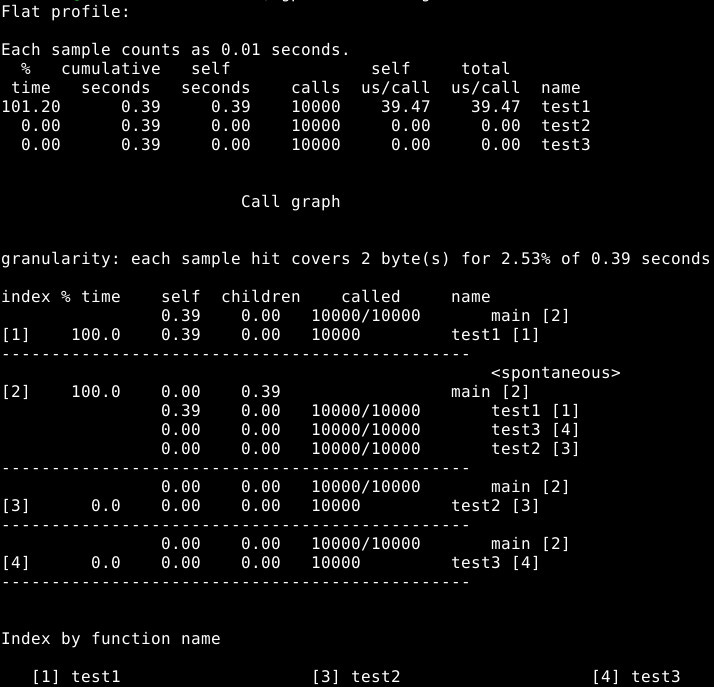 Flat profile:
Each sample counts as 0.01 seconds.
  %   cumulative   self              self     total
 time   seconds   seconds    calls  us/call  us/call  name
101.20      0.39     0.39    10000    39.47    39.47  test1
  0.00      0.39     0.00    10000     0.00     0.00  test2
  0.00      0.39     0.00    10000     0.00     0.00  test3
                        Call graph
granularity: each sample hit covers 2 byte(s) for 2.53% of 0.39 seconds
index % time    self  children    called     name
                0.39    0.00   10000/10000       main [2]
[1]    100.0    0.39    0.00   10000         test1 [1]
-----------------------------------------------
                                                 <spontaneous>
[2]    100.0    0.00    0.39                 main [2]
                0.39    0.00   10000/10000       test1 [1]
                0.00    0.00   10000/10000       test3 [4]
                0.00    0.00   10000/10000       test2 [3]
-----------------------------------------------
                0.00    0.00   10000/10000       main [2]
[3]      0.0    0.00    0.00   10000         test2 [3]
-----------------------------------------------
                0.00    0.00   10000/10000       main [2]
[4]      0.0    0.00    0.00   10000         test3 [4]
-----------------------------------------------
Index by function name
   [1] test1                   [3] test2                   [4] test3